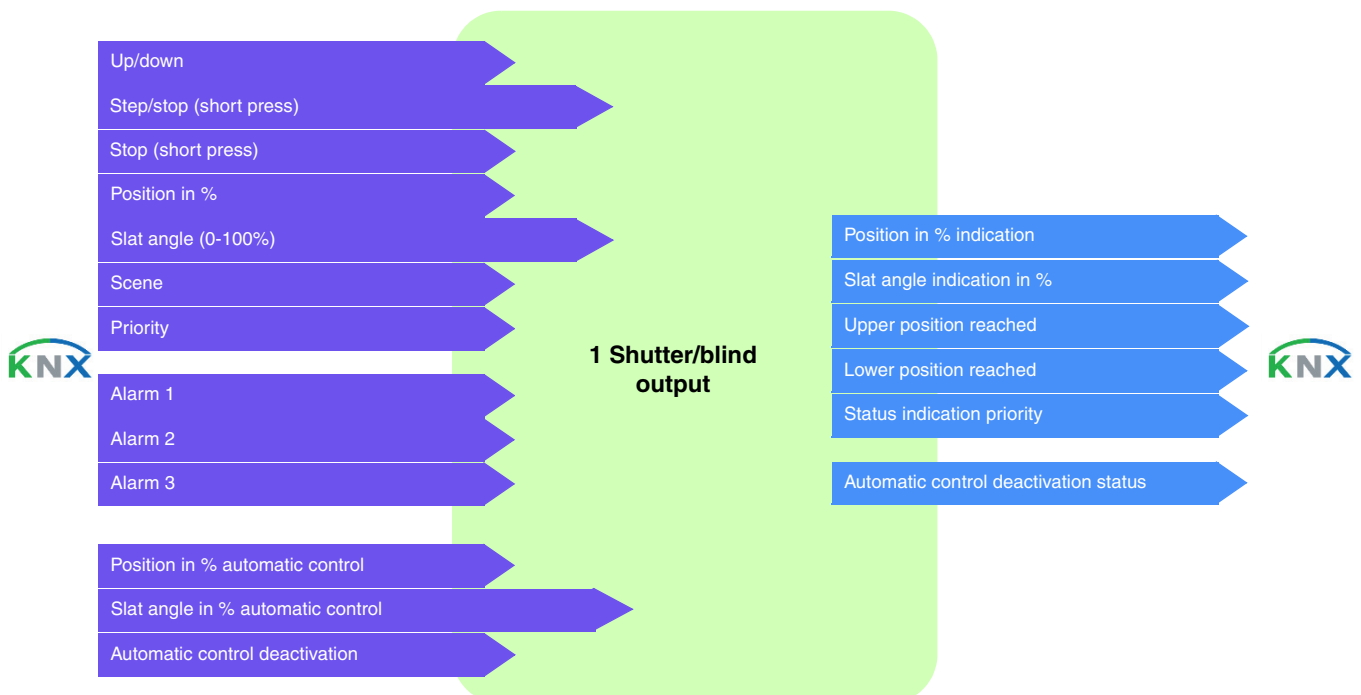 Up/down
Step/stop (short press)
Stop (short press)
Position in %
Slat angle (0-100%)
Scene
Priority
KNX
Alarm 1
Alarm 2
Alarm 3
Position in % automatic control
Slat angle in % automatic control
Automatic control deactivation
1 Shutter/blind
output
Position in % indication
Slat angle indication in %
Upper position reached
Lower position reached
Status indication priority
Automatic control deactivation status
KNX